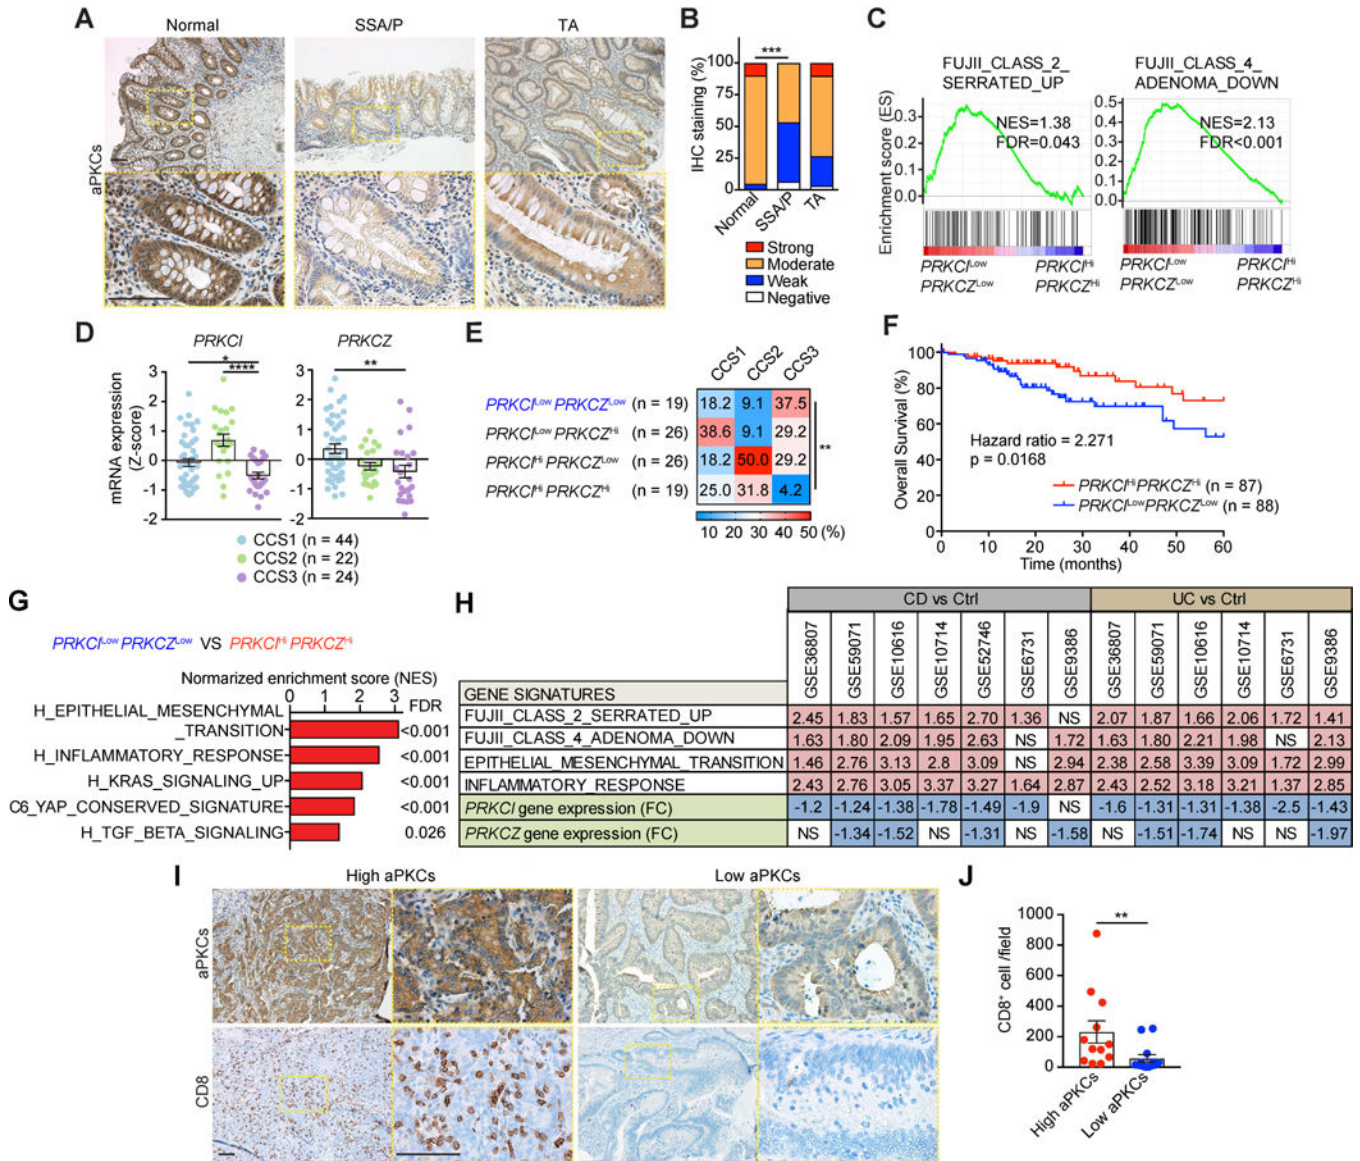 A
Normal
SSA/P
TA
aPKCs
B
***
IHC staining (%)
100
75
50
25
0
Normal
SSA/P
TA
Strong
Moderate
Weak
Negative
C
FUJII_CLASS_2_
SERRATED_UP
FUJII_CLASS_4_
ADENOMA_DOWN
Enrichment score (ES)
0.3
0.2
0.1
0.0
NES=1.38
FDR=0.043
0.5
0.4
0.3
0.2
0.1
0.0
NES=2.13
FDR<0.001
PRKCI^Low PRKCI^Hi
PRKCZ^Low PRKCZ^Hi
PRKCI^Low PRKCI^Hi
PRKCZ^Low PRKCZ^Hi
D
PRKCI
PRKCZ
mRNA expression
(Z-score)
3
2
1
0
-1
-2
*
****
3
2
1
0
-1
-2
**
CCS1 (n = 44)
CCS2 (n = 22)
CCS3 (n = 24)
E
CCS1 CCS2 CCS3
PRKCI^Low PRKCZ^Low (n = 19) 18.2 9.1 37.5
PRKCI^Low PRKCZ^Hi (n = 26) 38.6 9.1 29.2
PRKCI^Hi PRKCZ^Low (n = 26) 18.2 50.0 29.2
PRKCI^Hi PRKCZ^Hi (n = 19) 25.0 31.8 4.2
**
10 20 30 40 50 (%)
F
Overall Survival (%)
100
80
60
40
20
0
Hazard ratio = 2.271
p = 0.0168
PRKCI^Hi PRKCZ^Hi (n = 87)
PRKCI^Low PRKCZ^Low (n = 88)
0 10 20 30 40 50 60
Time (months)
G
PRKCI^Low PRKCZ^Low VS PRKCI^Hi PRKCZ^Hi
Normarized enrichment score (NES)
0 1 2 3 FDR
H_EPITHELIAL_MESENCHYMAL
_TRANSITION <0.001
H_INFLAMMATORY_RESPONSE <0.001
H_KRAS_SIGNALING_UP <0.001
C6_YAP_CONSERVED_SIGNATURE <0.001
H_TGF_BETA_SIGNALING 0.026
H
CD vs Ctrl UC vs Ctrl
GSE36807 GSE59071 GSE10616 GSE10714 GSE52746 GSE6731 GSE9386 GSE36807 GSE59071 GSE10616 GSE10714 GSE6731 GSE9386
GENE SIGNATURES
FUJII_CLASS_2_SERRATED_UP 2.45 1.83 1.57 1.65 2.70 1.36 NS 2.07 1.87 1.66 2.06 1.72 1.41
FUJII_CLASS_4_ADENOMA_DOWN 1.63 1.80 2.09 1.95 2.63 NS 1.72 1.63 1.80 2.21 1.98 NS 2.13
EPITHELIAL_MESENCHYMAL_TRANSITION 1.46 2.76 3.13 2.8 3.09 NS 2.94 2.38 2.58 3.39 3.09 1.72 2.99
INFLAMMATORY_RESPONSE 2.43 2.76 3.05 3.37 3.27 1.64 2.87 2.43 2.52 3.18 3.21 1.37 2.85
PRKCI gene expression (FC) -1.2 -1.24 -1.38 -1.78 -1.49 -1.9 NS -1.6 -1.31 -1.31 -1.38 -2.5 -1.43
PRKCZ gene expression (FC) NS -1.34 -1.52 NS -1.31 NS -1.58 NS -1.51 -1.74 NS NS -1.97
I
High aPKCs
Low aPKCs
aPKCs
CD8
J
CD8⁺ cell /field
1000
800
600
400
200
0
**
High aPKCs
Low aPKCs